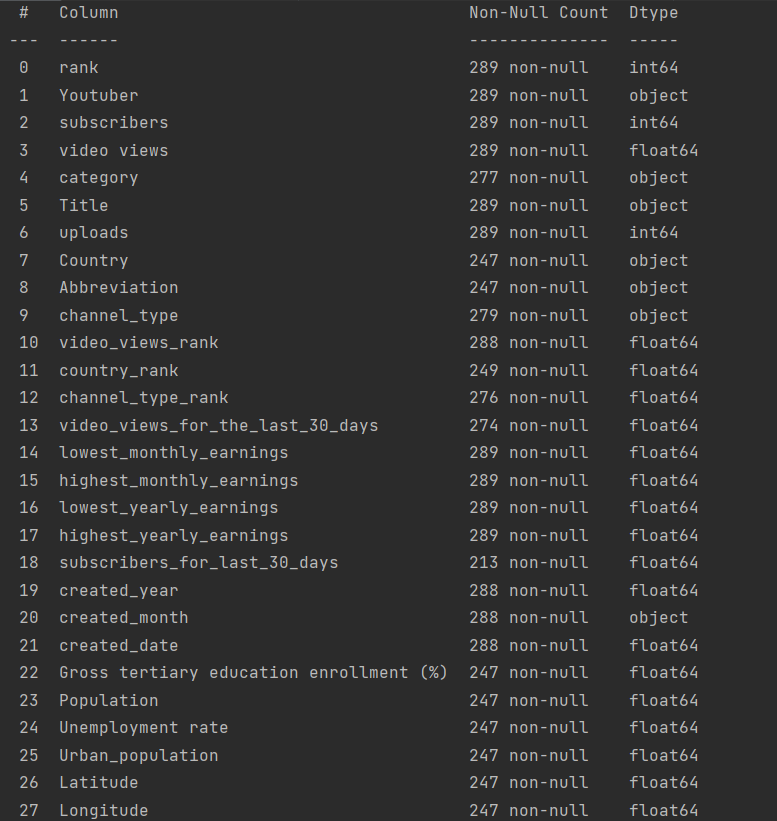 #   Column                                   Non-Null Count  Dtype
---  ------                                   --------------  -----
0   rank                                     289 non-null    int64
1   Youtuber                                 289 non-null    object
2   subscribers                              289 non-null    int64
3   video views                              289 non-null    float64
4   category                                 277 non-null    object
5   Title                                    289 non-null    object
6   uploads                                  289 non-null    int64
7   Country                                  247 non-null    object
8   Abbreviation                             247 non-null    object
9   channel_type                             279 non-null    object
10  video_views_rank                         288 non-null    float64
11  country_rank                             249 non-null    float64
12  channel_type_rank                        276 non-null    float64
13  video_views_for_the_last_30_days         274 non-null    float64
14  lowest_monthly_earnings                  289 non-null    float64
15  highest_monthly_earnings                 289 non-null    float64
16  lowest_yearly_earnings                   289 non-null    float64
17  highest_yearly_earnings                  289 non-null    float64
18  subscribers_for_last_30_days             213 non-null    float64
19  created_year                             288 non-null    float64
20  created_month                            288 non-null    object
21  created_date                             288 non-null    float64
22  Gross tertiary education enrollment (%)  247 non-null    float64
23  Population                               247 non-null    float64
24  Unemployment rate                        247 non-null    float64
25  Urban_population                         247 non-null    float64
26  Latitude                                 247 non-null    float64
27  Longitude                                247 non-null    float64